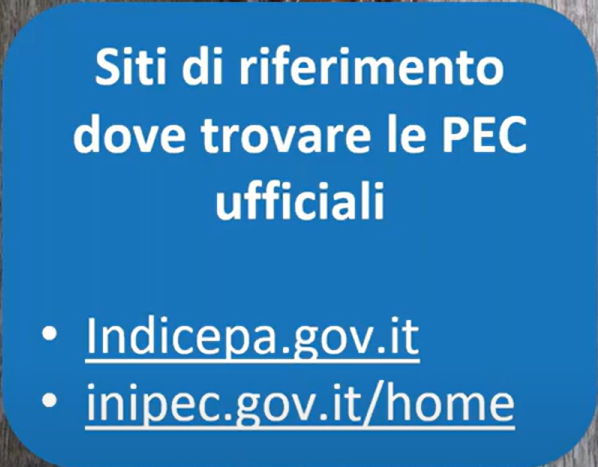 Siti di riferimento
dove trovare le PEC
ufficiali
• Indicepa.gov.it
• inipec.gov.it/home